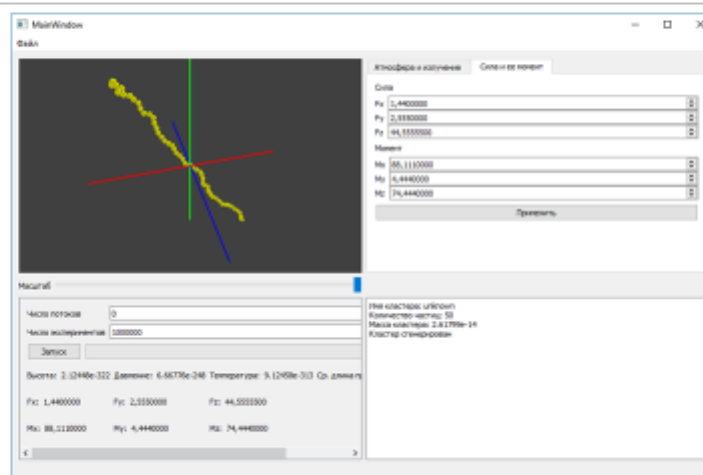 MainWindow
Файл
Атмосфера и излучение Сила и ее момент
Сила
Fx 1,4400000
Fy 2,5550000
Fz 44,5555500
Момент
Mx 88,1110000
My 4,4440000
Mz 74,4440000
Применить
Масштаб
Число потоков 0
Число экспериментов 1000000
Запуск
Высота: 2.12448e-322 Давление: 6.66776e-248 Температура: 9.12458e-313 Ср. длина
Fx: 1,4400000 Fy: 2,5550000 Fz: 44,5555500
Mx: 88,1110000 My: 4,4440000 Mz: 74,4440000
Имя кластера: unknown
Количество частиц: 50
Масса кластера: 2.61799e-14
Кластер сгенерирован